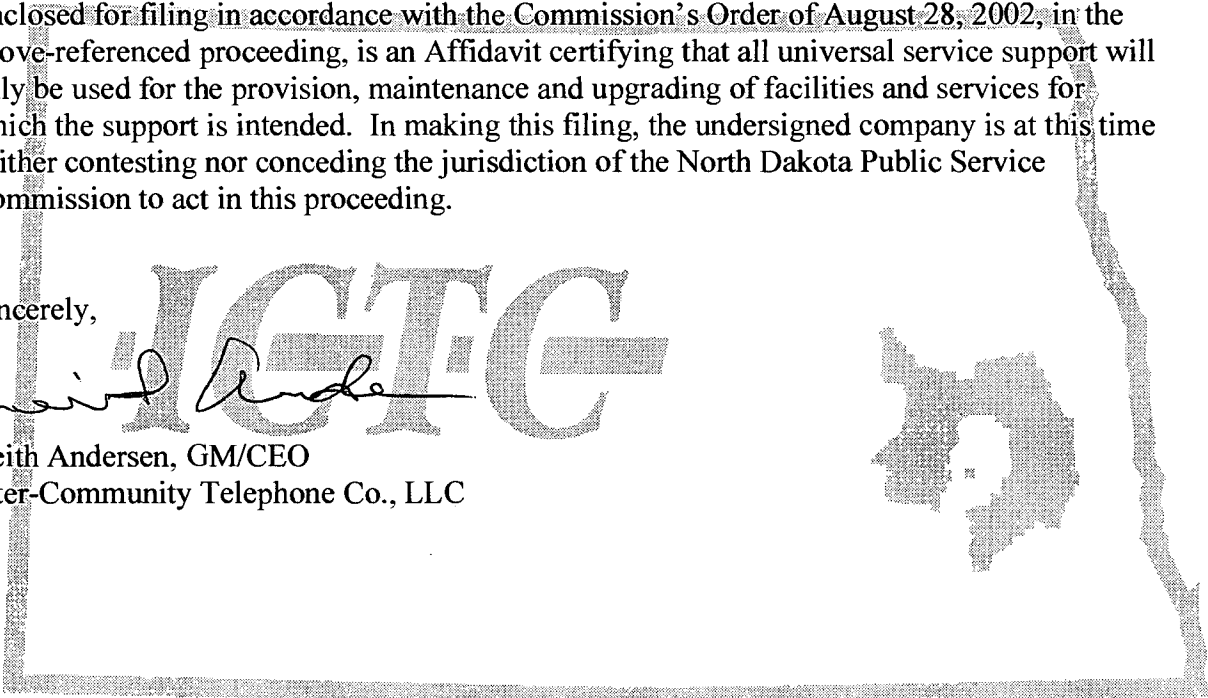 nclosed for filing in accordance with the Commission's Order of August 28, 2002, in the
ove-referenced proceeding, is an Affidavit certifying that all universal service support will
ly be used for the provision, maintenance and upgrading of facilities and services for
hich the support is intended. In making this filing, the undersigned company is at this time
ither contesting nor conceding the jurisdiction of the North Dakota Public Service
ommission to act in this proceeding.
ncerely,
ICTC
eith Andersen, GM/CEO
ter-Community Telephone Co., LLC